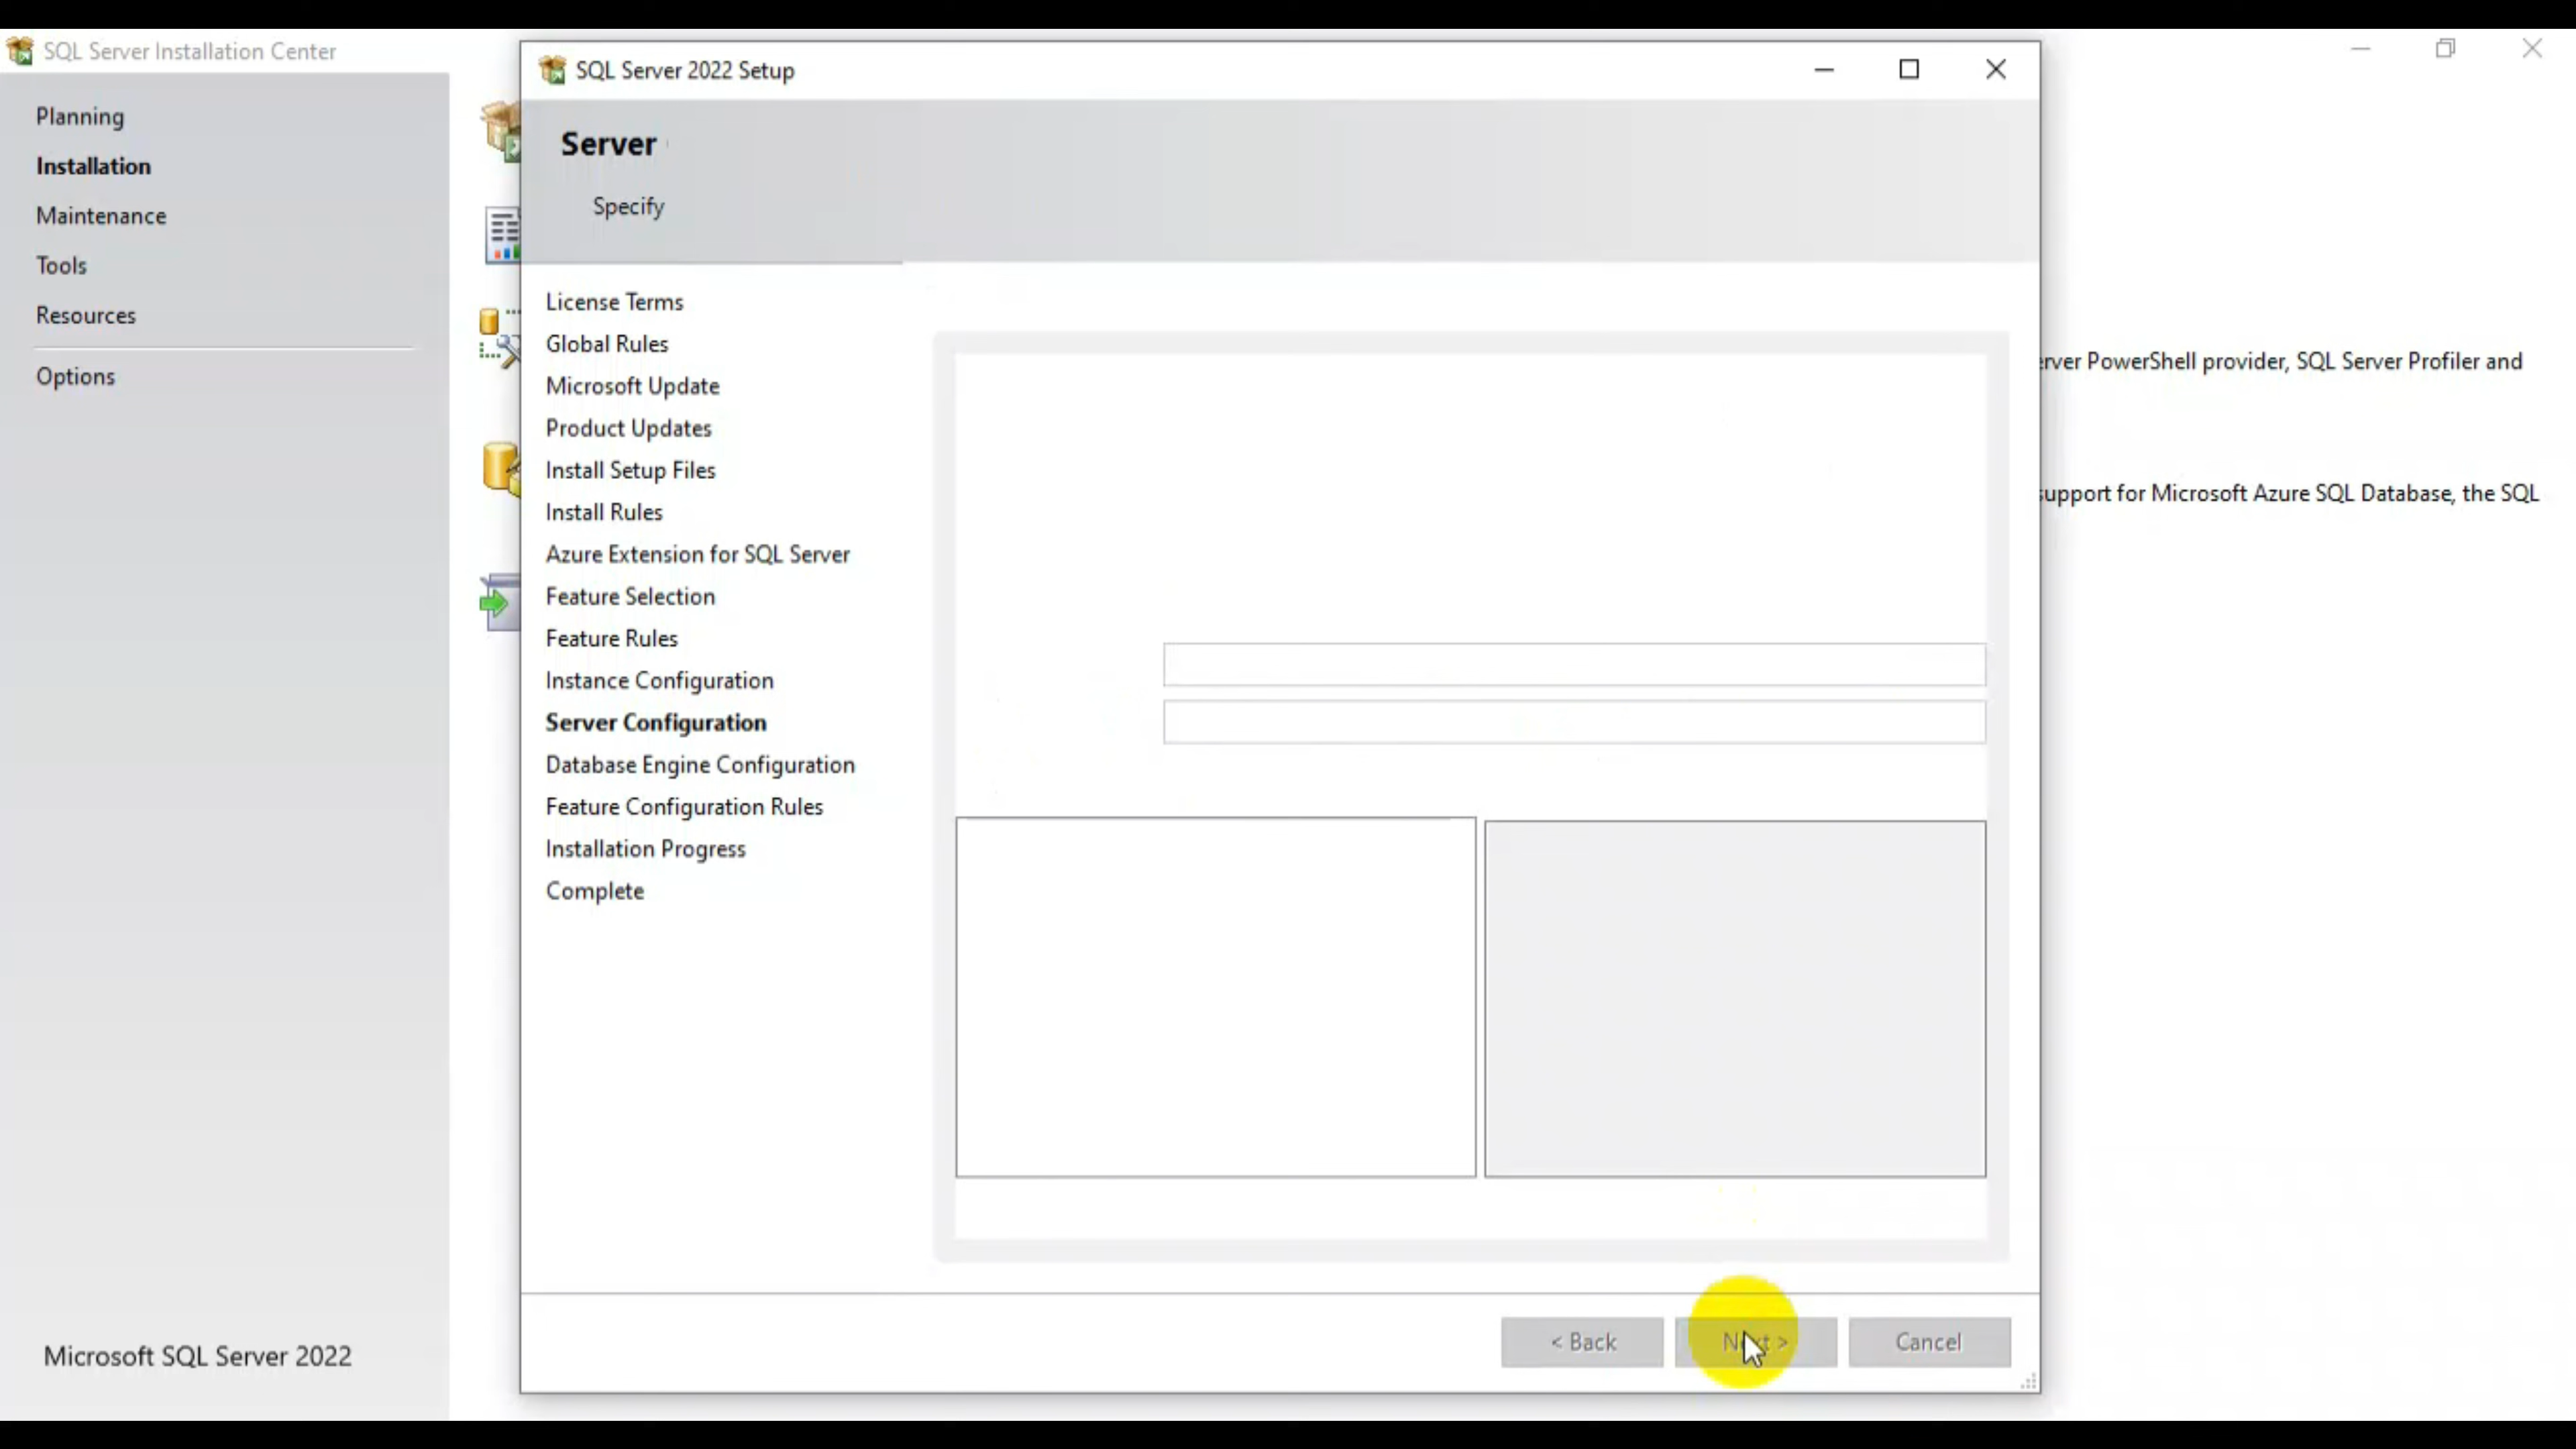 SQL Server Installation Center
Planning
Installation
Maintenance
Tools
Resources
Options
Microsoft SQL Server 2022
SQL Server 2022 Setup
Server
Specify
License Terms
Global Rules
Microsoft Update
Product Updates
Install Setup Files
Install Rules
Azure Extension for SQL Server
Feature Selection
Feature Rules
Instance Configuration
Server Configuration
Database Engine Configuration
Feature Configuration Rules
Installation Progress
Complete
< Back
Next >
Cancel
PowerShell provider, SQL Server Profiler and
support for Microsoft Azure SQL Database, the SQL